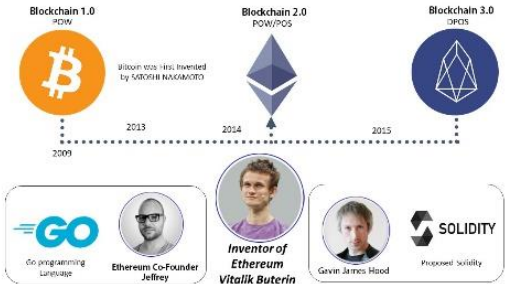 Blockchain 1.0
POW
Blockchain 2.0
POW/POS
Blockchain 3.0
DPOS
Bitcoin was First Invented
by SATOSHI NAKAMOTO
2013
2014
2015
2009
GO
Go programming
Language
Ethereum Co-Founder
Jeffrey
Inventor of
Ethereum
Vitalik Buterin
Gavin James Hood
SOLIDITY
Proposed Solidity